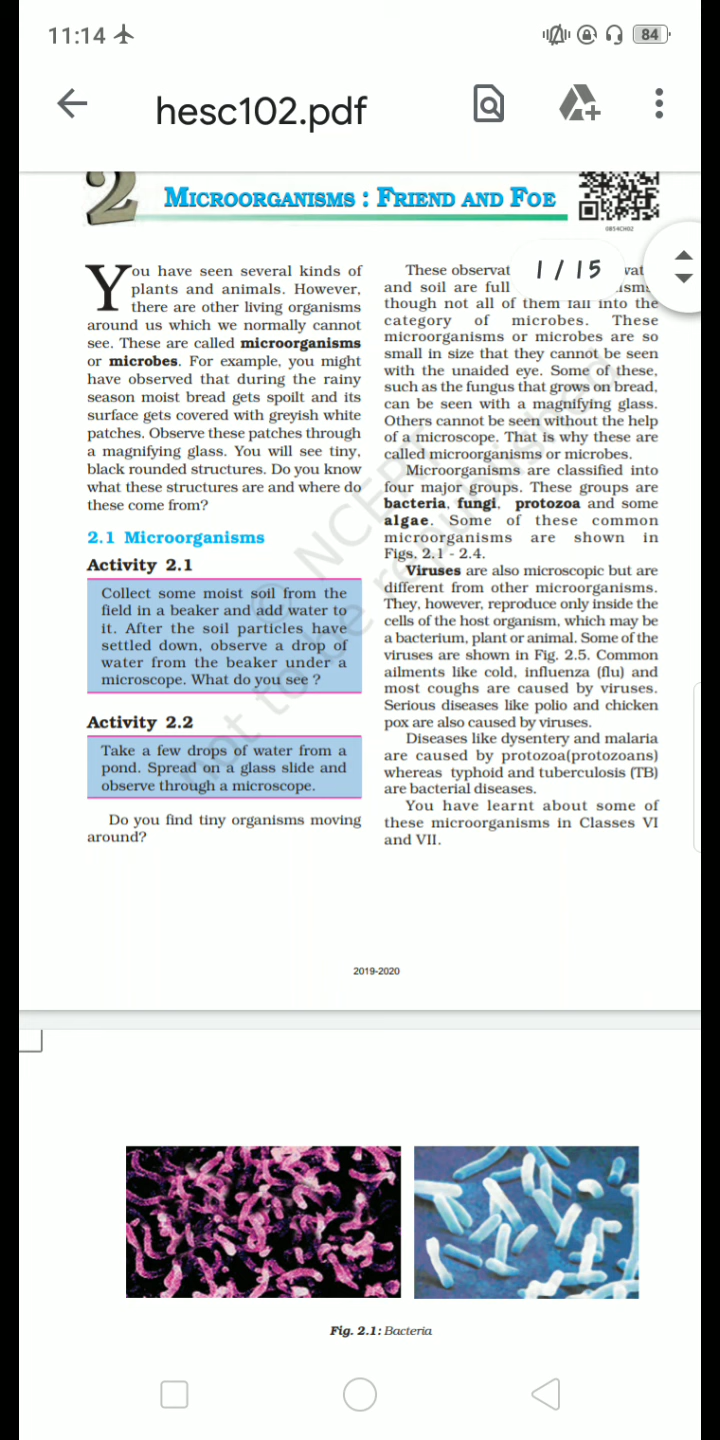 11:14
84
hesc102.pdf
2 MICROORGANISMS : FRIEND AND FOE
0854CH02
You have seen several kinds of
plants and animals. However,
there are other living organisms
around us which we normally cannot
see. These are called microorganisms
or microbes. For example, you might
have observed that during the rainy
season moist bread gets spoilt and its
surface gets covered with greyish white
patches. Observe these patches through
a magnifying glass. You will see tiny,
black rounded structures. Do you know
what these structures are and where do
these come from?
2.1 Microorganisms
Activity 2.1
Collect some moist soil from the
field in a beaker and add water to
it. After the soil particles have
settled down, observe a drop of
water from the beaker under a
microscope. What do you see ?
Activity 2.2
Take a few drops of water from a
pond. Spread on a glass slide and
observe through a microscope.
Do you find tiny organisms moving
around?
These observat
1 / 15
and soil are full
though not all of them fall into the
category of microbes. These
microorganisms or microbes are so
small in size that they cannot be seen
with the unaided eye. Some of these,
such as the fungus that grows on bread,
can be seen with a magnifying glass.
Others cannot be seen without the help
of a microscope. That is why these are
called microorganisms or microbes.
Microorganisms are classified into
four major groups. These groups are
bacteria, fungi, protozoa and some
algae. Some of these common
microorganisms are shown in
Figs. 2.1 - 2.4.
Viruses are also microscopic but are
different from other microorganisms.
They, however, reproduce only inside the
cells of the host organism, which may be
a bacterium, plant or animal. Some of the
viruses are shown in Fig. 2.5. Common
ailments like cold, influenza (flu) and
most coughs are caused by viruses.
Serious diseases like polio and chicken
pox are also caused by viruses.
Diseases like dysentery and malaria
are caused by protozoa(protozoans)
whereas typhoid and tuberculosis (TB)
are bacterial diseases.
You have learnt about some of
these microorganisms in Classes VI
and VII.
© NCERT
not to be republished
2019-2020
Fig. 2.1: Bacteria